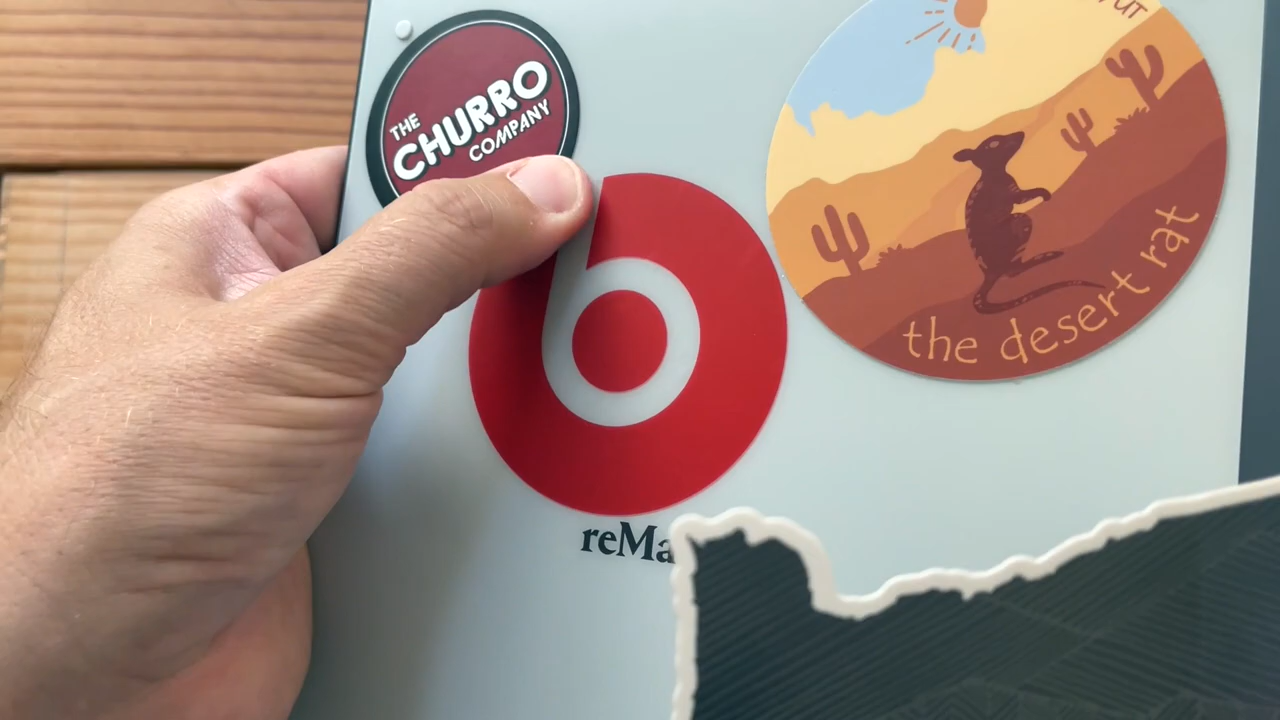 THE
CHURRO
COMPANY
the desert rat
reMa